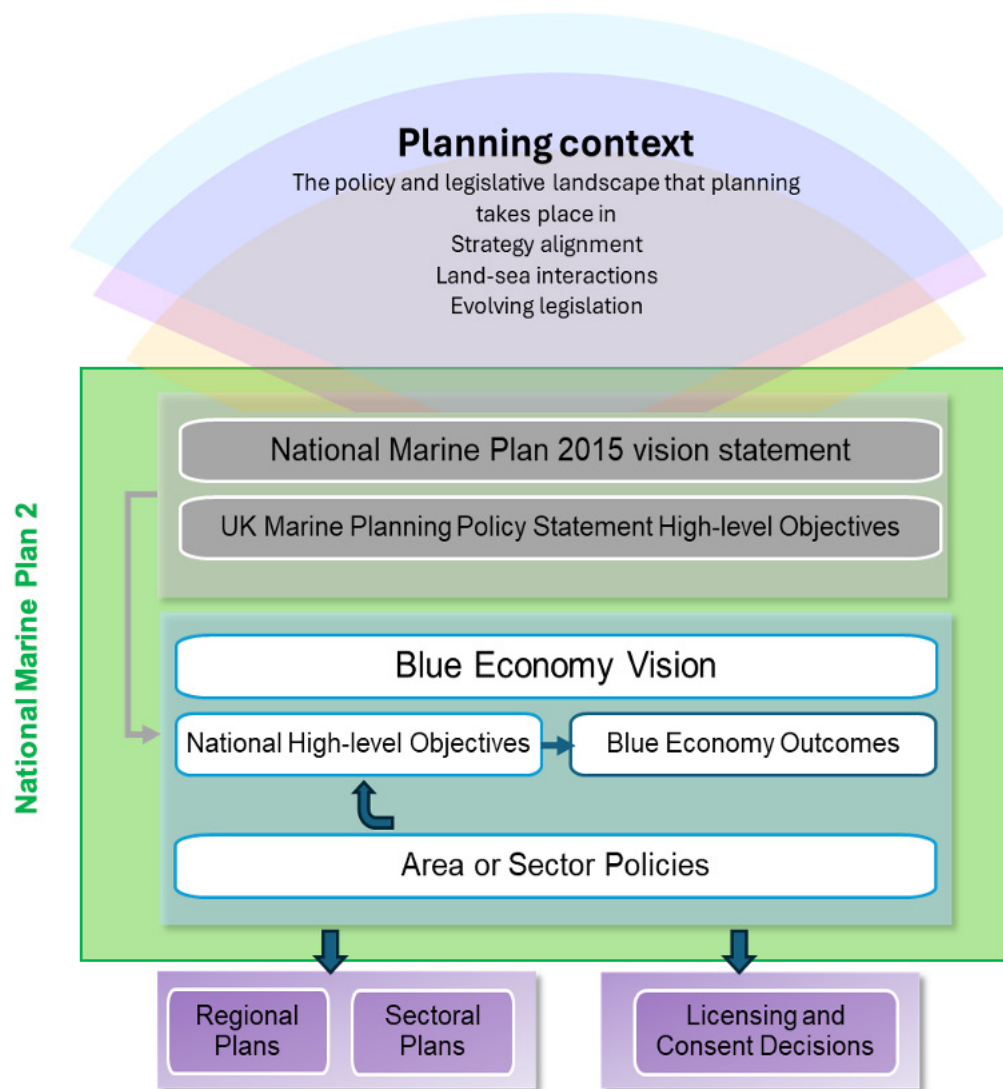 Planning context
The policy and legislative landscape that planning
takes place in
Strategy alignment
Land-sea interactions
Evolving legislation
National Marine Plan 2
National Marine Plan 2015 vision statement
UK Marine Planning Policy Statement High-level Objectives
Blue Economy Vision
National High-level Objectives
Blue Economy Outcomes
Area or Sector Policies
Regional
Plans
Sectoral
Plans
Licensing and
Consent Decisions